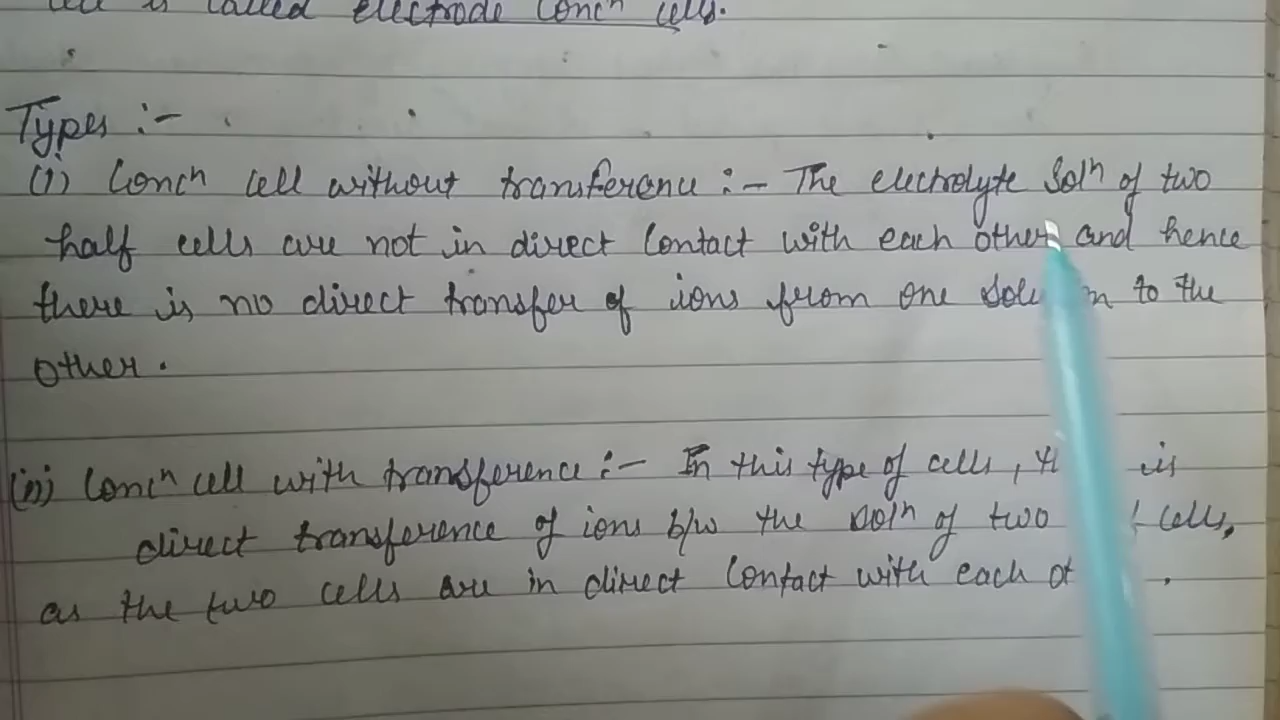 cell is called electrode Concn cells.
Types :-
(1) Concn cell without transference :- The electrolyte Soln of two
half cells are not in direct Contact with each other and hence
there is no direct transfer of ions from one to the
other.
(ii) Concn cell with transference :- In this type of cells, is
direct transference of ions b/w the soln of two cells,
as the two cells are in direct Contact with each .